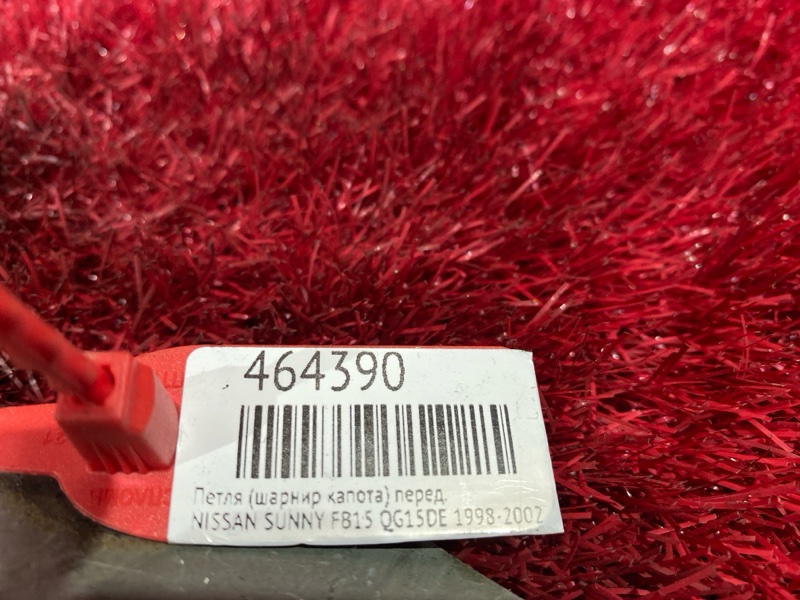 464390
Петля (шарнир капота) перед.
NISSAN SUNNY FB15 QG15DE 1998-2002